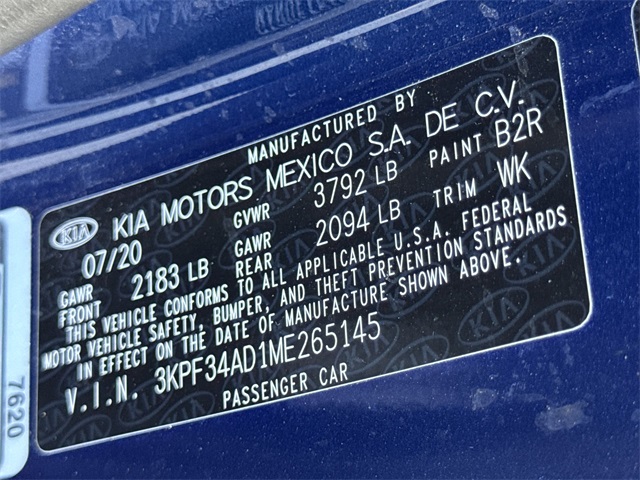 MANUFACTURED BY
KIA KIA MOTORS MEXICO S.A. DE C.V.
07/20 GVWR 3792 LB PAINT B2R
GAWR FRONT 2183 LB GAWR REAR 2094 LB TRIM WK
THIS VEHICLE CONFORMS TO ALL APPLICABLE U.S.A. FEDERAL
MOTOR VEHICLE SAFETY, BUMPER, AND THEFT PREVENTION STANDARDS
IN EFFECT ON THE DATE OF MANUFACTURE SHOWN ABOVE.
V.I.N. 3KPF34AD1ME265145
PASSENGER CAR
7620